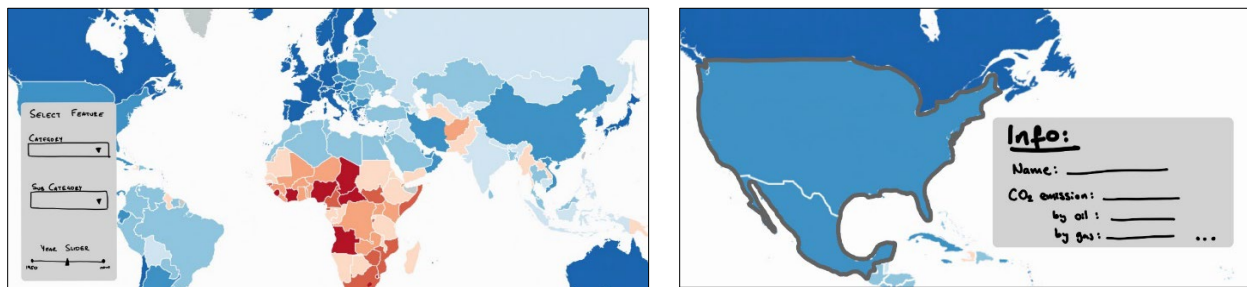 SELECT FEATURE
CATEGORY
SUB CATEGORY
YEAR SLIDER
1950
Info:
Name:
CO₂ emission:
by oil:
by gas: ...